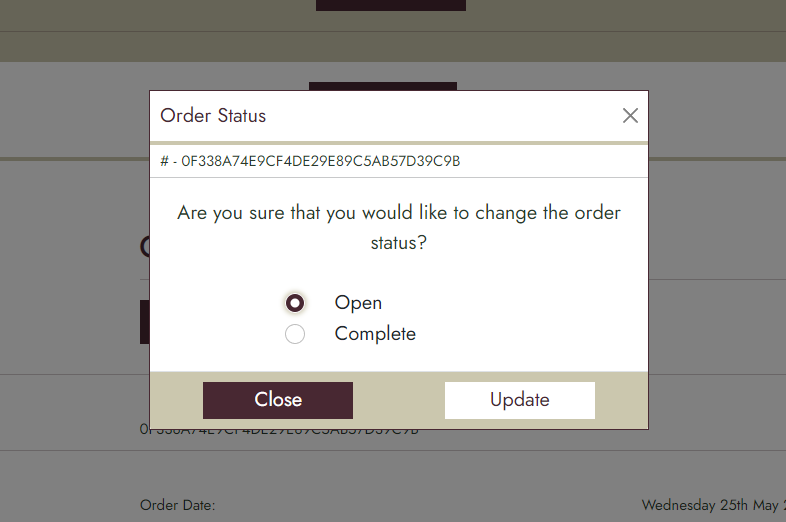 Order Status
# - 0F338A74E9CF4DE29E89C5AB57D39C9B
Are you sure that you would like to change the order
status?
Open
Complete
Close
Update
0F338A74E9CF4DE29E89C5AB57D39C9B
Order Date:
Wednesday 25th May